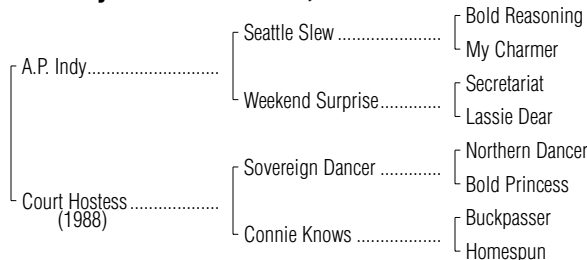 Bold Reasoning
Seattle Slew
My Charmer
A.P. Indy
Secretariat
Weekend Surprise
Lassie Dear
Northern Dancer
Sovereign Dancer
Bold Princess
Court Hostess
(1988)
Buckpasser
Connie Knows
Homespun